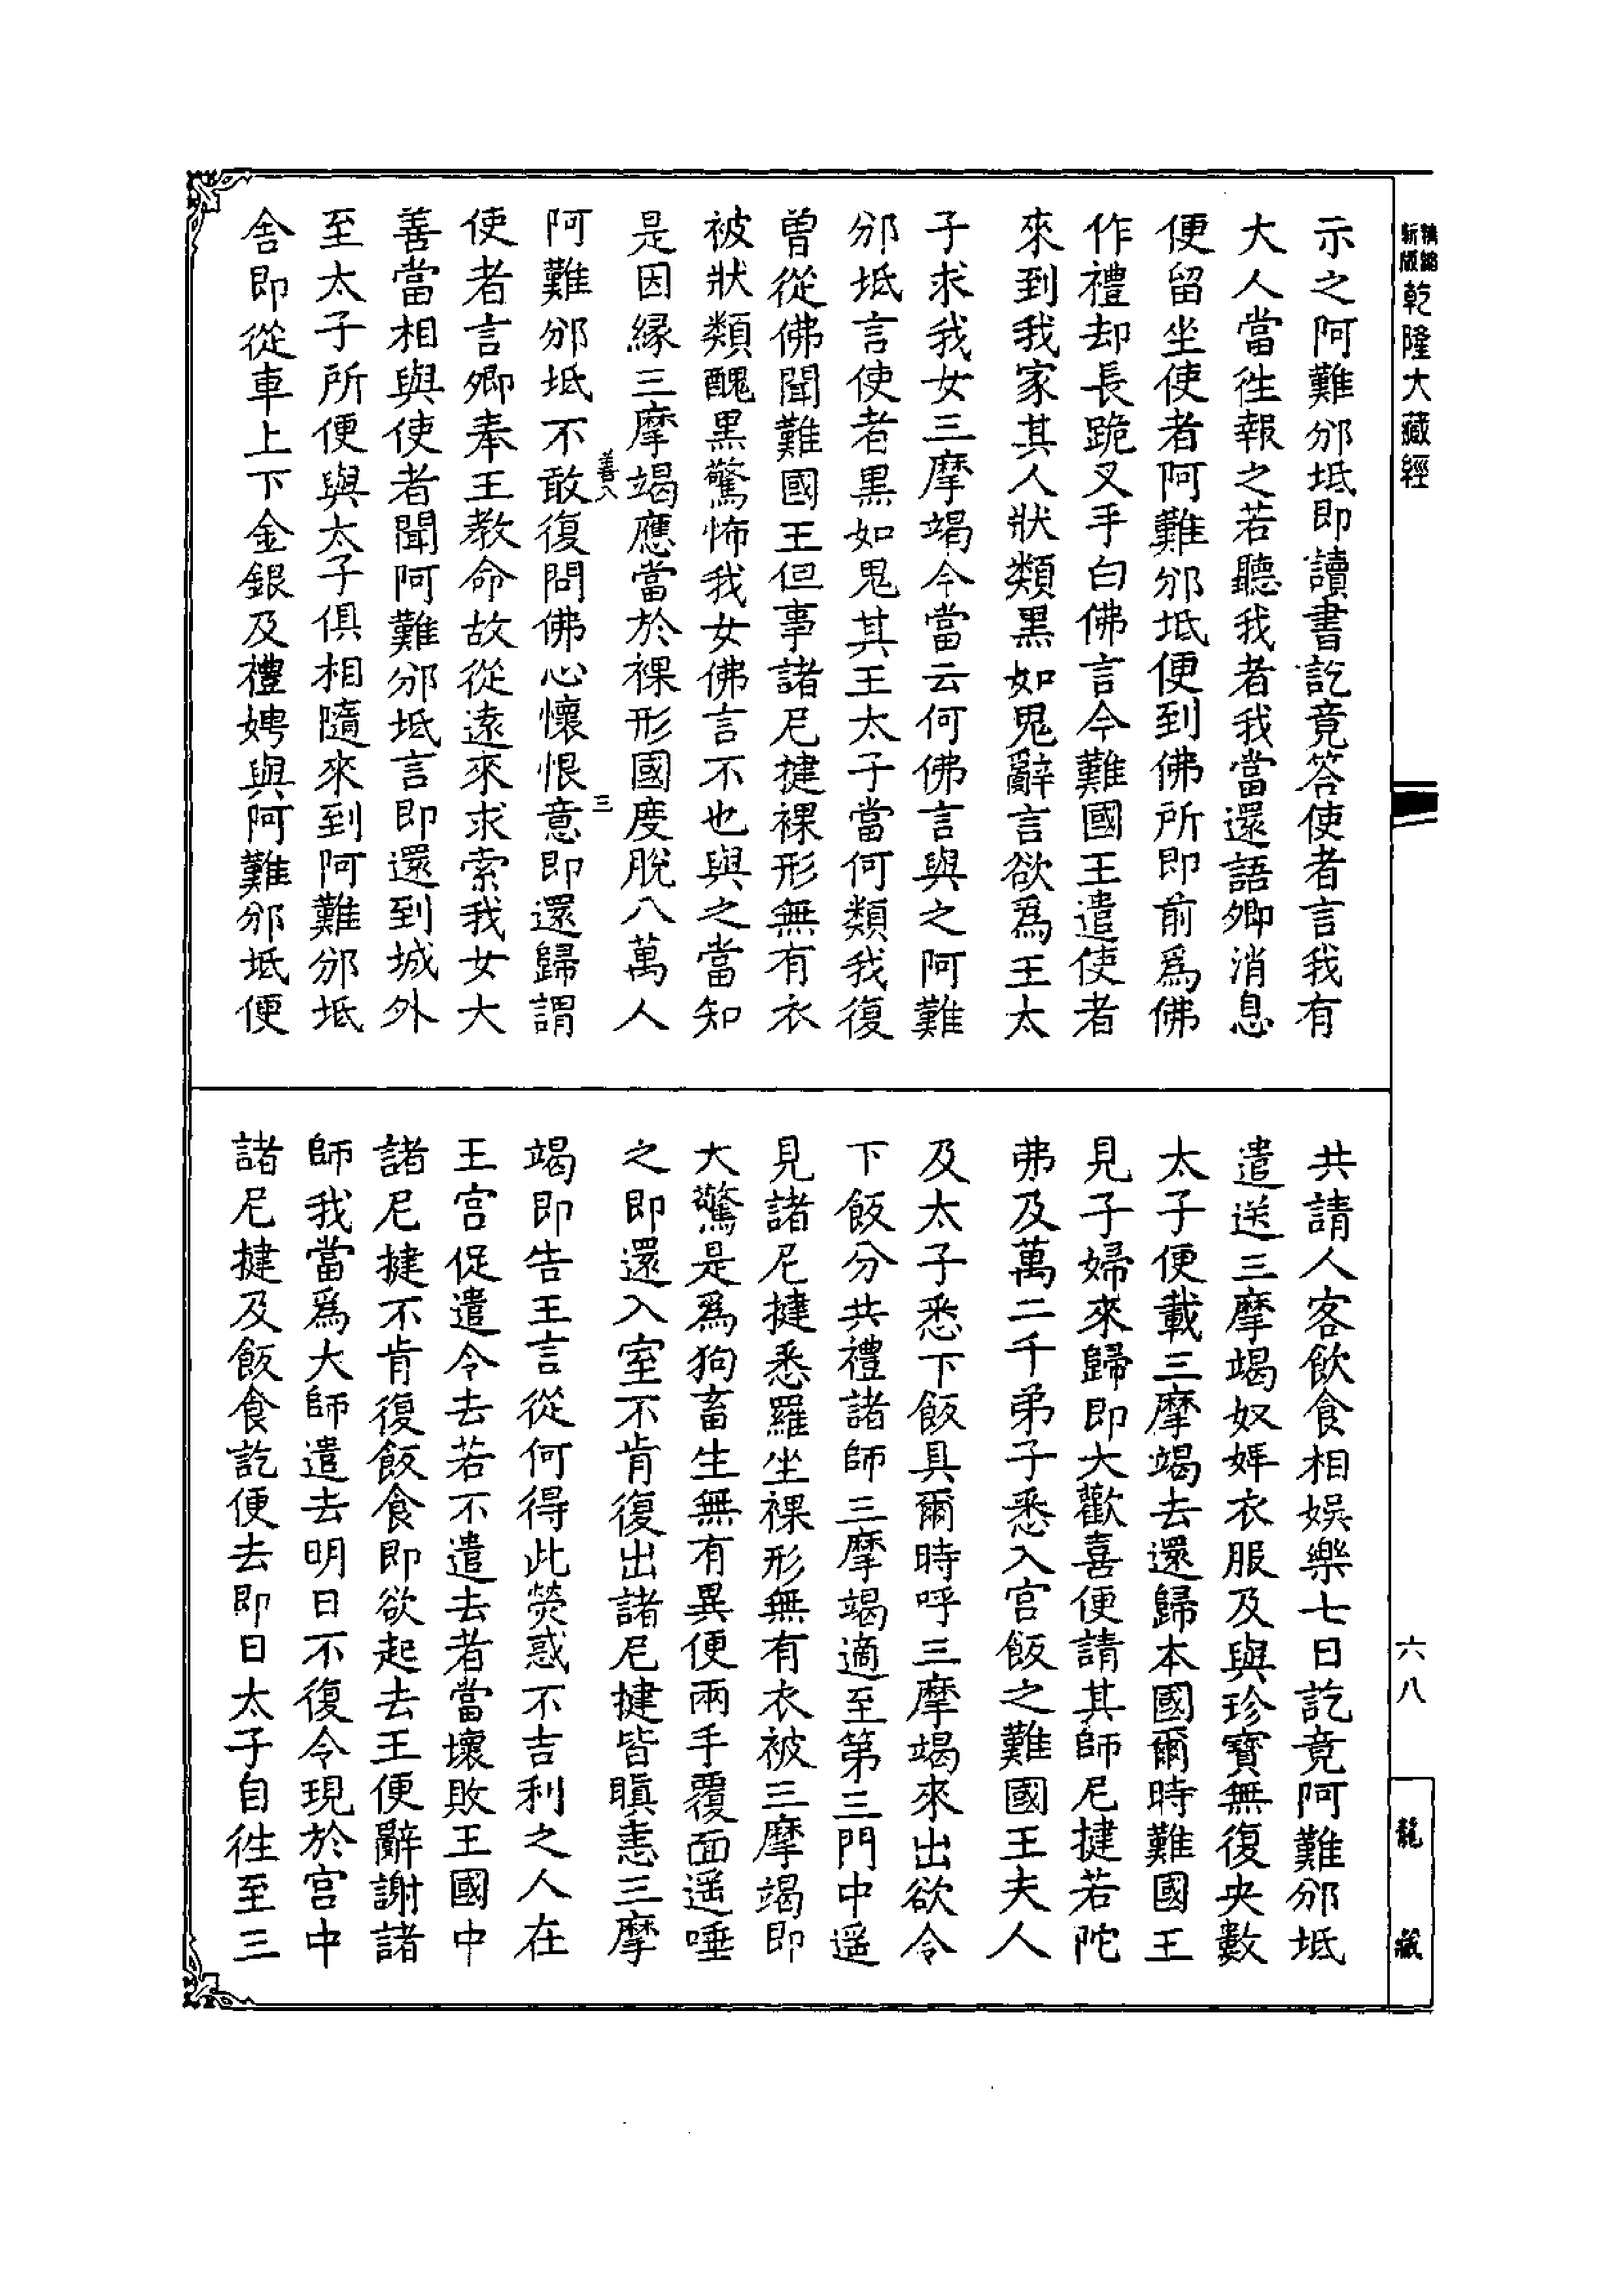 精縮新版乾隆大藏經
示之阿難邠坻即讀書訖竟答使者言我有
大人當徃報之若聽我者我當還語卿消息
便留坐使者阿難邠坻便到佛所即前爲佛
作禮却長跪叉手白佛言今難國王遣使者
來到我家其人狀類黒如鬼辭言欲爲王太
子求我女三摩竭今當云何佛言與之阿難
邠坻言使者黒如鬼其王太子當何類我復
曾從佛聞難國王但事諸尼揵裸形無有衣
被狀類醜黒驚怖我女佛言不也與之當知
是因縁三摩竭應當於裸形國度脫八萬人
善八
三
阿難邠坻不敢復問佛心懷恨意即還歸謂
使者言卿奉王教命故從遠來求索我女大
善當相與使者聞阿難邠坻言即還到城外
至太子所便與太子俱相隨來到阿難邠坻
舍即從車上下金銀及禮娉與阿難邠坻便
共請人客飲食相娛樂七日訖竟阿難邠坻
遣送三摩竭奴婢衣服及與珍寶無復央數
太子便載三摩竭去還歸本國爾時難國王
見子婦來歸即大歡喜便請其師尼揵若陀
弗及萬二千弟子悉入宮飯之難國王夫人
及太子悉下飯具爾時呼三摩竭來出欲令
下飯分共禮諸師三摩竭適至第三門中遥
見諸尼揵悉羅坐裸形無有衣被三摩竭即
大驚是爲狗畜生無有異便兩手覆面遥唾
之即還入室不肯復出諸尼揵皆瞋恚三摩
竭即告王言從何得此熒惑不吉利之人在
王宮促遣令去若不遣去者當壞敗王國中
諸尼揵不肯復飯食即欲起去王便辭謝諸
師我當爲大師遣去明日不復令現於宮中
諸尼揵及飯食訖便去即日太子自徃至三
六八
龍藏